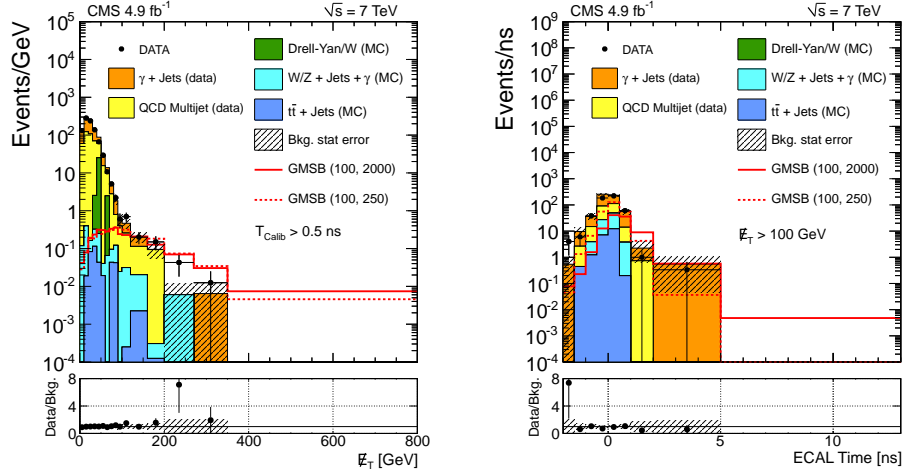 CMS 4.9 fb⁻¹ √s = 7 TeV
Events/GeV
10⁶
10⁵
10⁴
10³
10²
10
1
10⁻¹
10⁻²
10⁻³
10⁻⁴
DATA
γ + Jets (data)
QCD Multijet (data)
Drell-Yan/W (MC)
W/Z + Jets + γ (MC)
tt̄ + Jets (MC)
Bkg. stat error
GMSB (100, 2000)
GMSB (100, 250)
T_Calib > 0.5 ns
Data/Bkg.
8
4
0
0 200 400 600 800
E̸_T [GeV]
CMS 4.9 fb⁻¹ √s = 7 TeV
Events/ns
10⁹
10⁸
10⁷
10⁶
10⁵
10⁴
10³
10²
10
1
10⁻¹
10⁻²
10⁻³
10⁻⁴
DATA
γ + Jets (data)
QCD Multijet (data)
Drell-Yan/W (MC)
W/Z + Jets + γ (MC)
tt̄ + Jets (MC)
Bkg. stat error
GMSB (100, 2000)
GMSB (100, 250)
E̸_T > 100 GeV
Data/Bkg.
8
4
0
0 5 10
ECAL Time [ns]